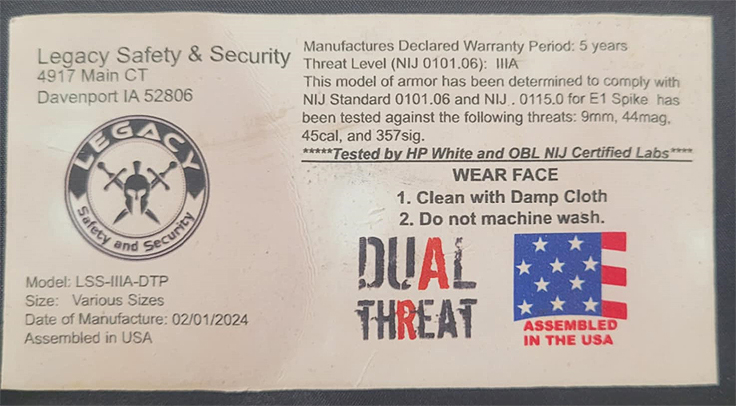 Legacy Safety & Security
4917 Main CT
Davenport IA 52806
LEGACY
Safety and Security
Model: LSS-IIIA-DTP
Size: Various Sizes
Date of Manufacture: 02/01/2024
Assembled in USA
Manufactures Declared Warranty Period: 5 years
Threat Level (NIJ 0101.06): IIIA
This model of armor has been determined to comply with
NIJ Standard 0101.06 and NIJ . 0115.0 for E1 Spike has
been tested against the following threats: 9mm, 44mag,
45cal, and 357sig.
*****Tested by HP White and OBL NIJ Certified Labs****
WEAR FACE
1. Clean with Damp Cloth
2. Do not machine wash.
DUAL
THREAT
ASSEMBLED
IN THE USA